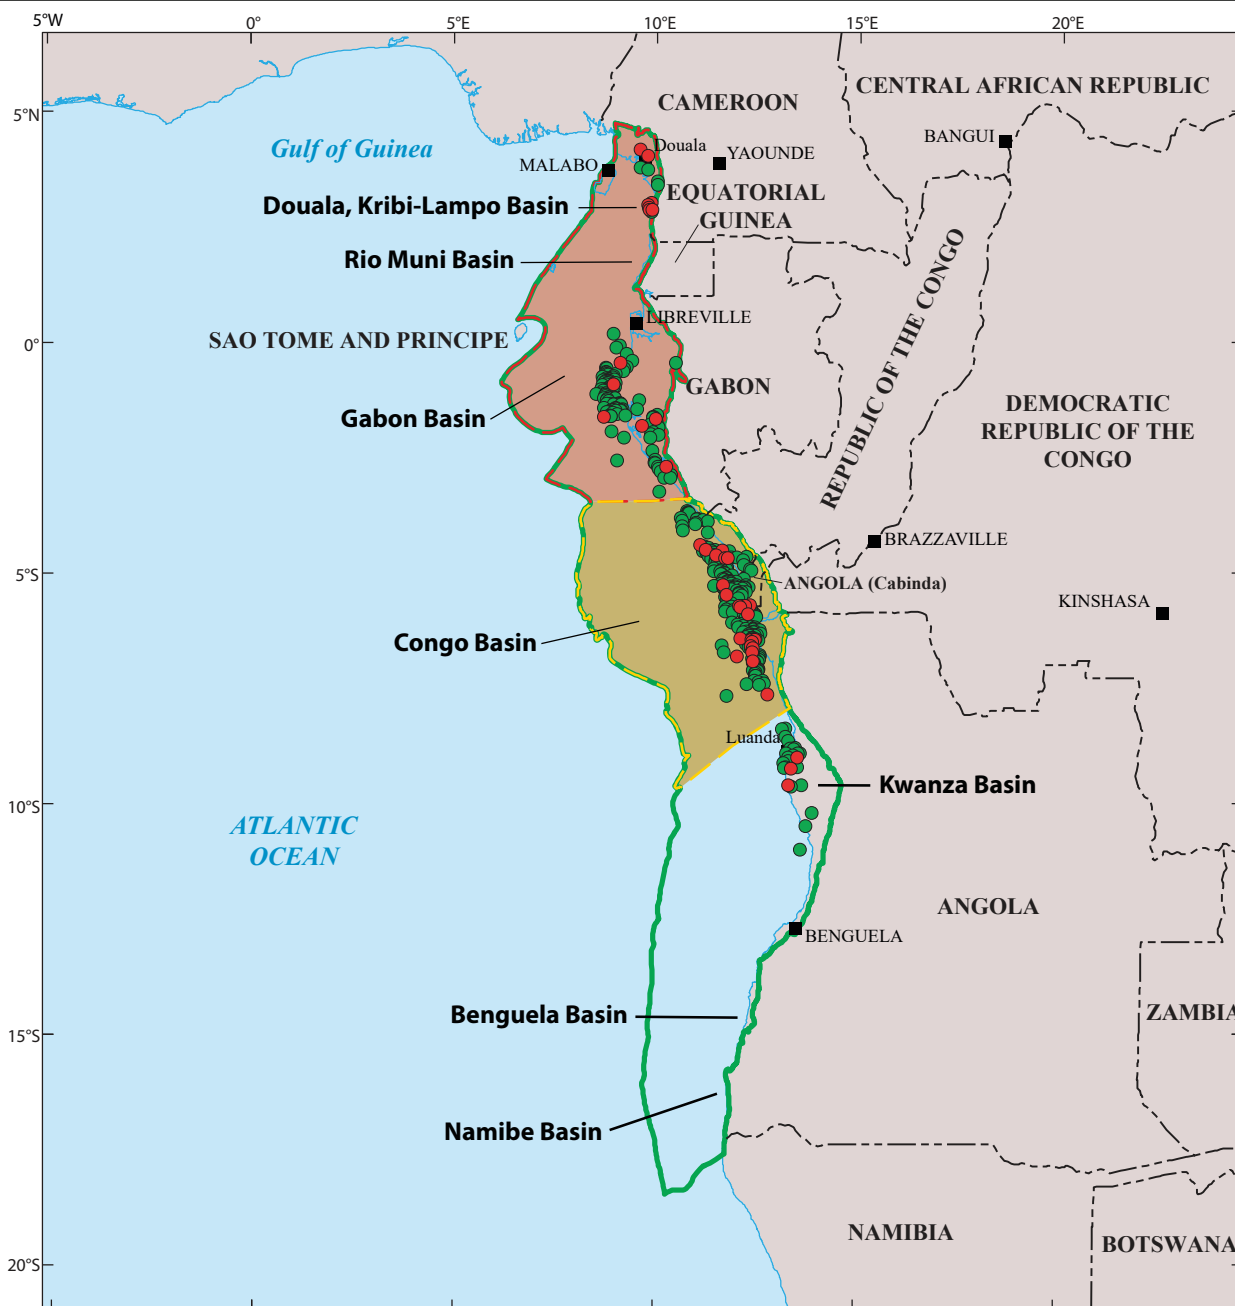 5°W
0°
5°E
10°E
15°E
20°E
CENTRAL AFRICAN REPUBLIC
CAMEROON
5°N
BANGUI
Gulf of Guinea
Douala
YAOUNDE
MALABO
EQUATORIAL
GUINEA
Douala, Kribi-Lampo Basin
Rio Muni Basin
REPUBLIC OF THE CONGO
LIBREVILLE
SAO TOME AND PRINCIPE
0°
GABON
Gabon Basin
DEMOCRATIC
REPUBLIC OF THE
CONGO
BRAZZAVILLE
5°S
ANGOLA (Cabinda)
KINSHASA
Congo Basin
Luanda
Kwanza Basin
10°S
ATLANTIC
OCEAN
ANGOLA
BENGUELA
Benguela Basin
ZAMBIA
15°S
Namibe Basin
NAMIBIA
BOTSWANA
20°S